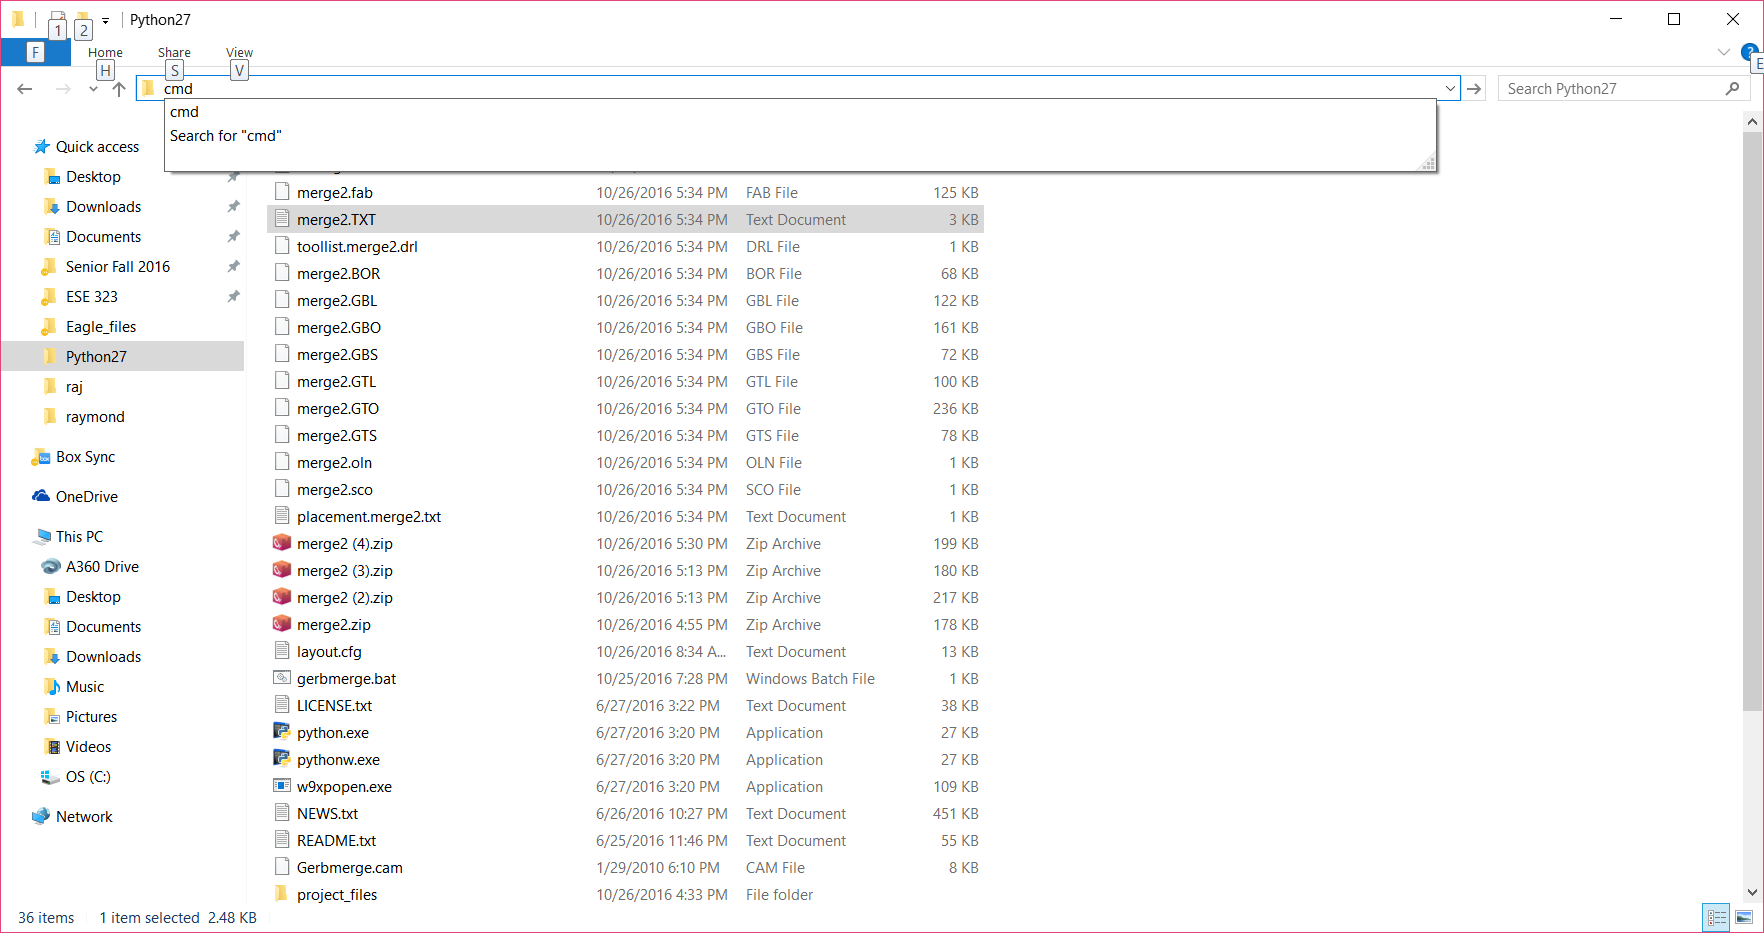 1 2 Python27
F Home Share View
H S V E
cmd Search Python27
cmd
Search for "cmd"
Quick access
Desktop
Downloads
Documents
Senior Fall 2016
ESE 323
Eagle_files
Python27
raj
raymond
Box Sync
OneDrive
This PC
A360 Drive
Desktop
Documents
Downloads
Music
Pictures
Videos
OS (C:)
Network
merge2.fab 10/26/2016 5:34 PM FAB File 125 KB
merge2.TXT 10/26/2016 5:34 PM Text Document 3 KB
toollist.merge2.drl 10/26/2016 5:34 PM DRL File 1 KB
merge2.BOR 10/26/2016 5:34 PM BOR File 68 KB
merge2.GBL 10/26/2016 5:34 PM GBL File 122 KB
merge2.GBO 10/26/2016 5:34 PM GBO File 161 KB
merge2.GBS 10/26/2016 5:34 PM GBS File 72 KB
merge2.GTL 10/26/2016 5:34 PM GTL File 100 KB
merge2.GTO 10/26/2016 5:34 PM GTO File 236 KB
merge2.GTS 10/26/2016 5:34 PM GTS File 78 KB
merge2.oln 10/26/2016 5:34 PM OLN File 1 KB
merge2.sco 10/26/2016 5:34 PM SCO File 1 KB
placement.merge2.txt 10/26/2016 5:34 PM Text Document 1 KB
merge2 (4).zip 10/26/2016 5:30 PM Zip Archive 199 KB
merge2 (3).zip 10/26/2016 5:13 PM Zip Archive 180 KB
merge2 (2).zip 10/26/2016 5:13 PM Zip Archive 217 KB
merge2.zip 10/26/2016 4:55 PM Zip Archive 178 KB
layout.cfg 10/26/2016 8:34 A... Text Document 13 KB
gerbmerge.bat 10/25/2016 7:28 PM Windows Batch File 1 KB
LICENSE.txt 6/27/2016 3:22 PM Text Document 38 KB
python.exe 6/27/2016 3:20 PM Application 27 KB
pythonw.exe 6/27/2016 3:20 PM Application 27 KB
w9xpopen.exe 6/27/2016 3:20 PM Application 109 KB
NEWS.txt 6/26/2016 10:27 PM Text Document 451 KB
README.txt 6/25/2016 11:46 PM Text Document 55 KB
Gerbmerge.cam 1/29/2010 6:10 PM CAM File 8 KB
project_files 10/26/2016 4:33 PM File folder
36 items 1 item selected 2.48 KB